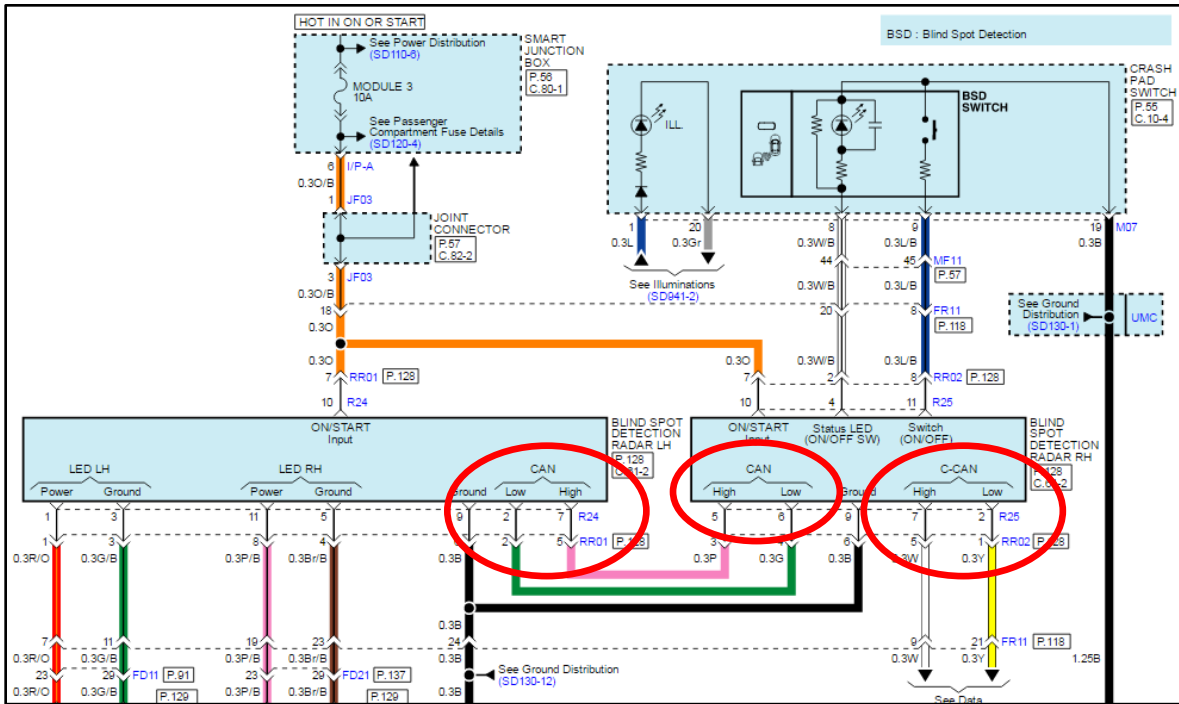 HOT IN ON OR START
See Power Distribution
(SD110-6)
MODULE 3
10A
See Passenger
Compartment Fuse Details
(SD120-4)
SMART
JUNCTION
BOX
P.56
C.80-1
BSD : Blind Spot Detection
CRASH
PAD
SWITCH
P.55
C.10-4
ILL.
BSD
SWITCH
6 I/P-A
0.3O/B
1 JF03
JOINT
CONNECTOR
P.57
C.82-2
3 JF03
0.3O/B
18
0.3O
0.3O
7 RR01 P.128
10 R24
1 20 8 9 19 M07
0.3L 0.3Gr 0.3W/B 0.3L/B 0.3B
See Illuminations
(SD941-2)
44 45 MF11
P.57
0.3W/B 0.3L/B
20 8 FR11
P.118
See Ground
Distribution
(SD130-1)
UMC
0.3O 0.3W/B 0.3L/B
7 2 8 RR02 P.128
10 4 11 R25
ON/START
Input
BLIND SPOT
DETECTION
RADAR LH
P.128
LED LH
Power Ground
LED RH
Power Ground
Ground
CAN
Low High
ON/START
Input
Status LED
(ON/OFF SW)
Switch
(ON/OFF)
BLIND
SPOT
DETECTION
RADAR RH
CAN
High Low
Ground
C-CAN
High Low
1 3 11 5 9 2 7 R24
5 6 9 7 2 R25
1 3 8 4 2 5 RR01
3 6 5 1 RR02
0.3R/O 0.3G/B 0.3P/B 0.3Br/B 0.3B
0.3P 0.3G 0.3B 0.3W 0.3Y
0.3B
7 11 19 23 24
9 21 FR11 P.118
0.3R/O 0.3G/B 0.3P/B 0.3Br/B 0.3B
0.3W 0.3Y 1.25B
23 29 FD11 P.91
23 29 FD21 P.137
See Ground Distribution
(SD130-12)
0.3R/O 0.3G/B P.129
0.3P/B 0.3Br/B P.129
0.3B
See Data